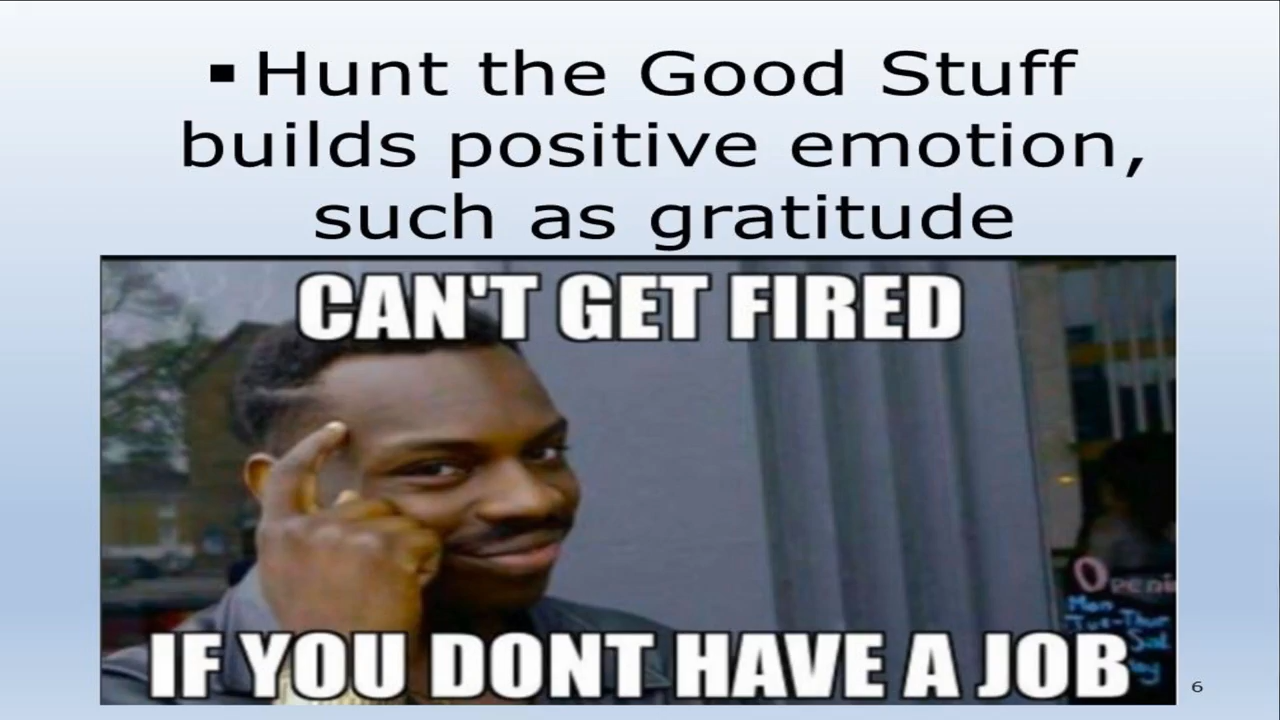 ▪ Hunt the Good Stuff
builds positive emotion,
such as gratitude
CAN'T GET FIRED
Mon
IF YOU DONT HAVE A JOB
6